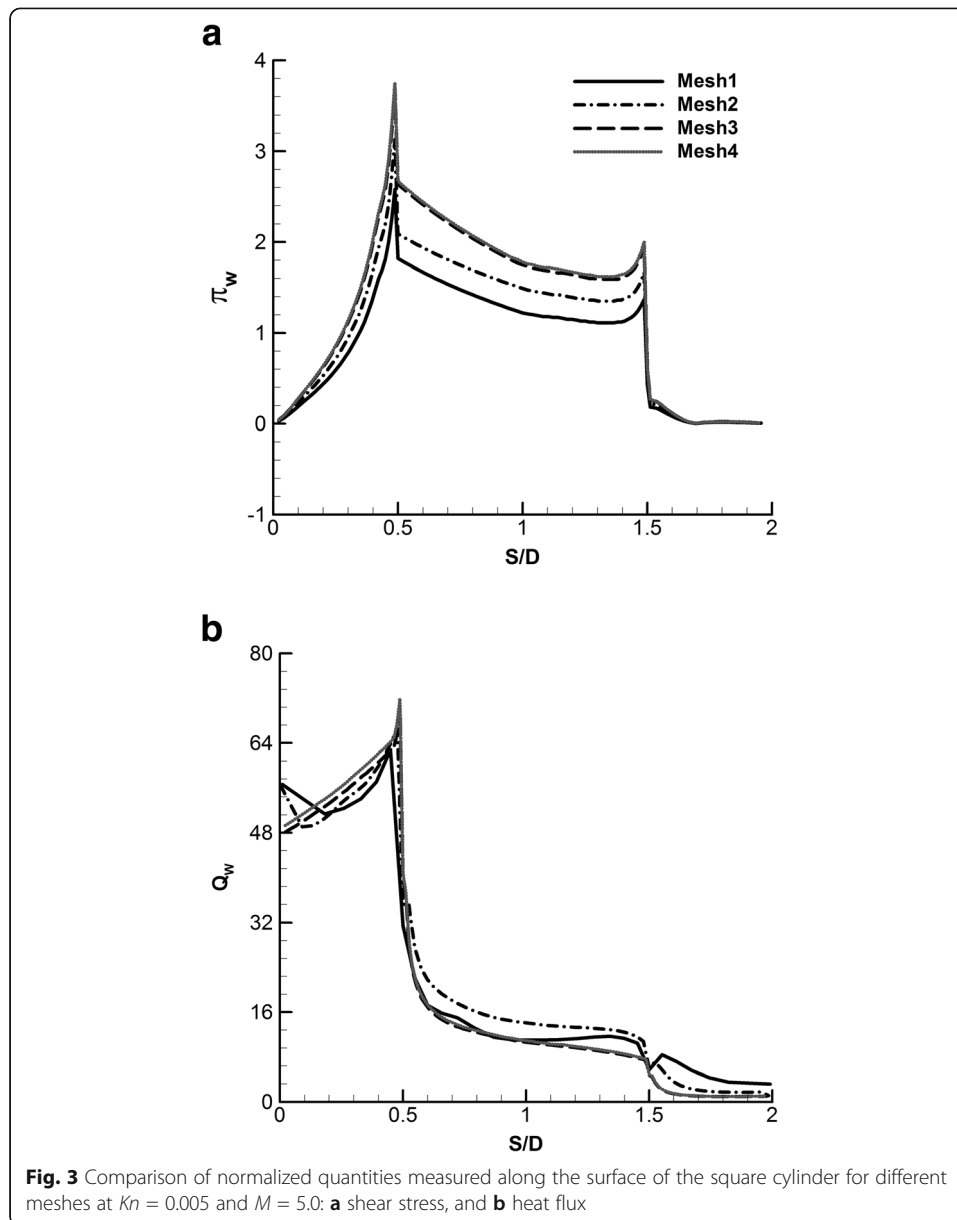 a
4
3
2
1
0
-1
π_w
0 0.5 1 1.5 2
S/D
Mesh1
Mesh2
Mesh3
Mesh4
b
80
64
48
32
16
0
Q_w
0 0.5 1 1.5 2
S/D
Fig. 3 Comparison of normalized quantities measured along the surface of the square cylinder for different
meshes at Kn = 0.005 and M = 5.0: a shear stress, and b heat flux